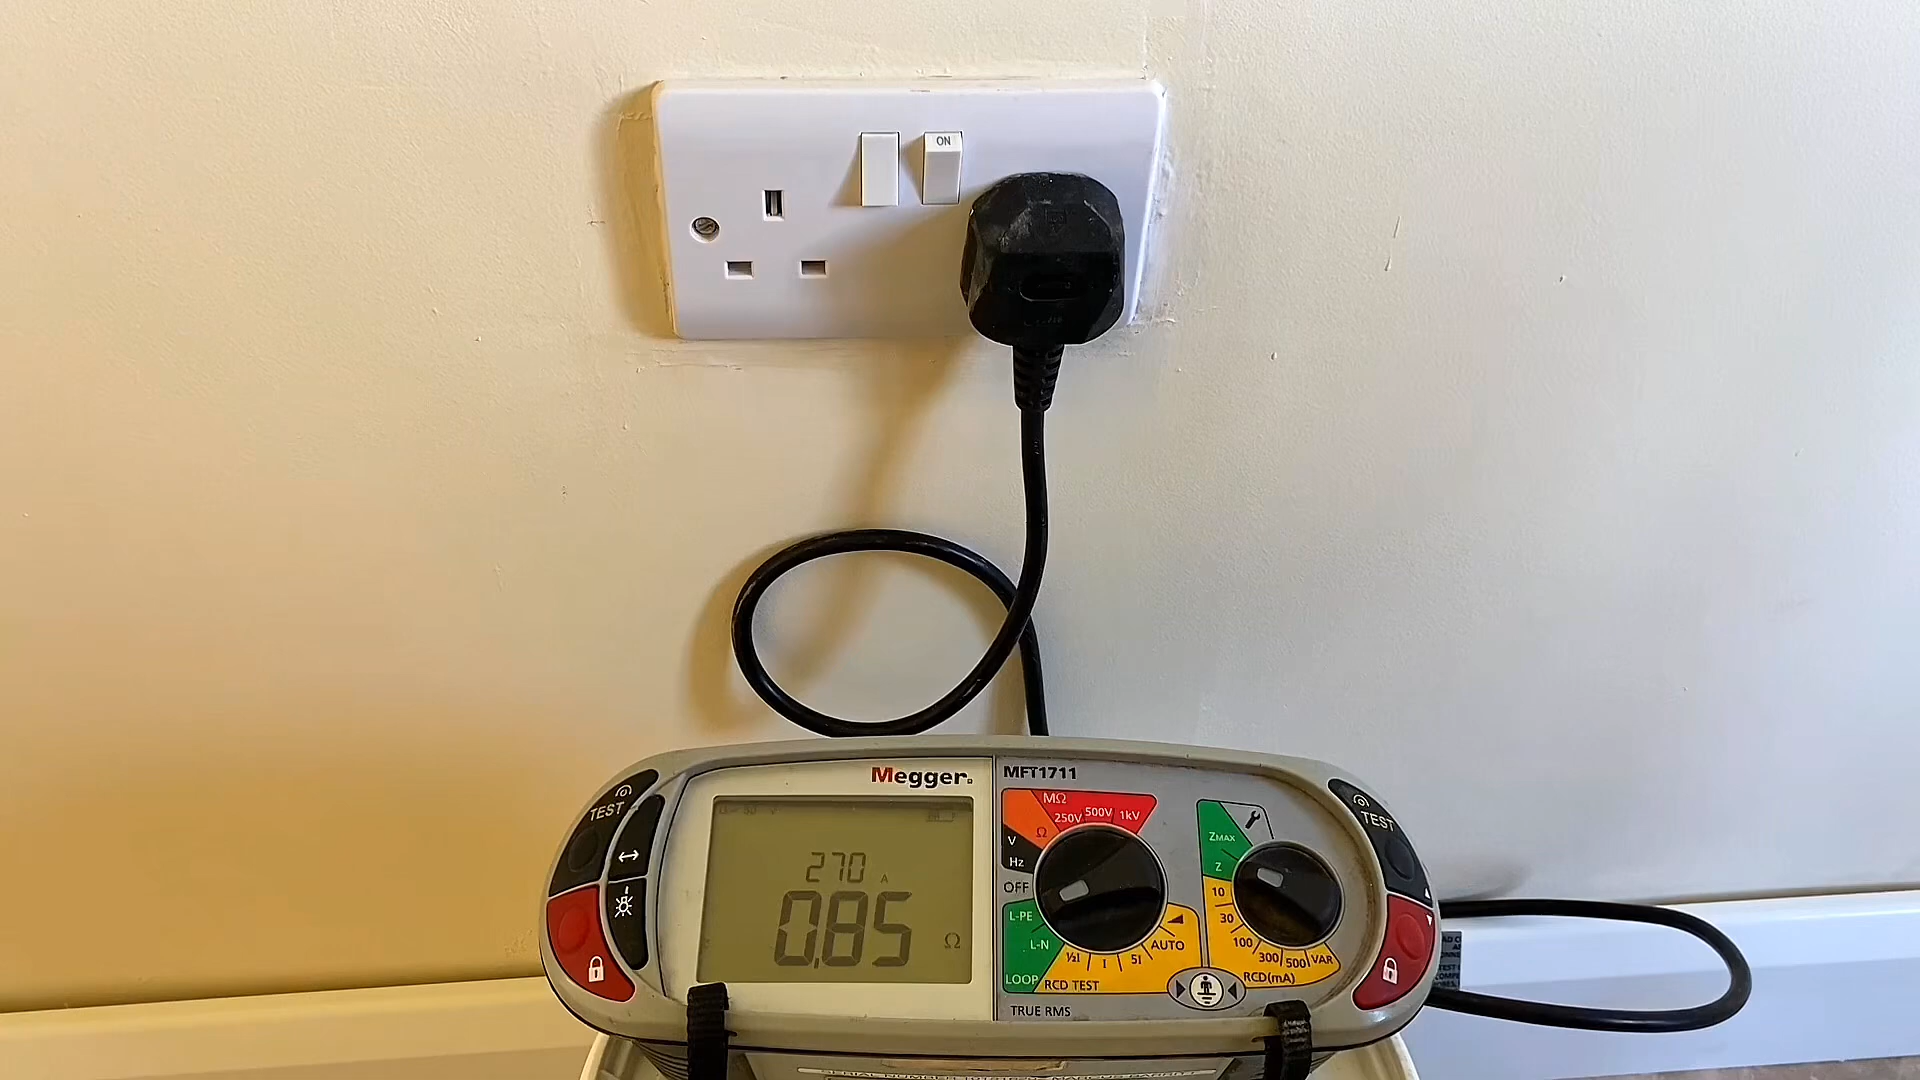 ON
Megger.
MFT1711
TEST
270 A
0.85 Ω
MΩ
250V 500V 1kV
Ω
V
Hz
OFF
L-PE
L-N
LOOP
½I I 5I
AUTO
RCD TEST
TRUE RMS
ZMAX
Z
10
30
100
300
500
VAR
RCD(mA)
TEST